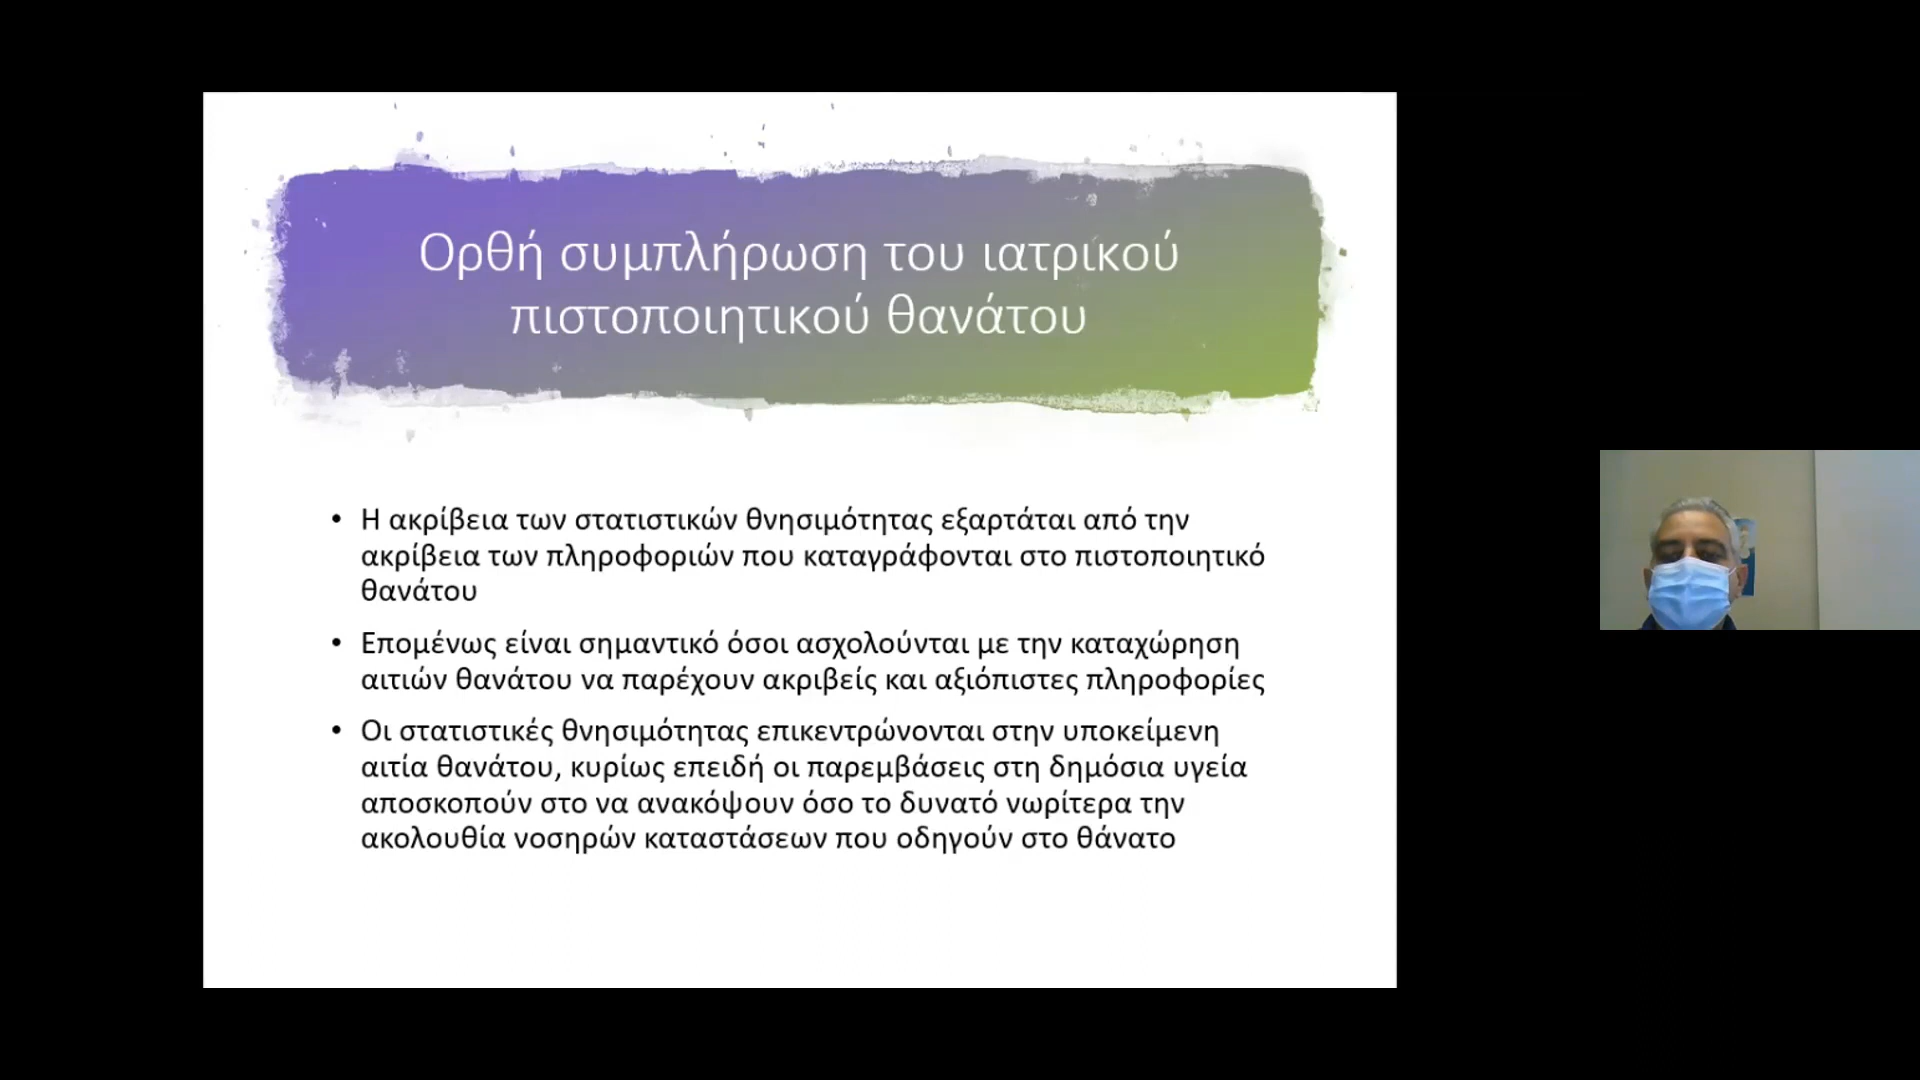 Ορθή συμπλήρωση του ιατρικού
πιστοποιητικού θανάτου
• Η ακρίβεια των στατιστικών θνησιμότητας εξαρτάται από την
ακρίβεια των πληροφοριών που καταγράφονται στο πιστοποιητικό
θανάτου
• Επομένως είναι σημαντικό όσοι ασχολούνται με την καταχώρηση
αιτιών θανάτου να παρέχουν ακριβείς και αξιόπιστες πληροφορίες
• Οι στατιστικές θνησιμότητας επικεντρώνονται στην υποκείμενη
αιτία θανάτου, κυρίως επειδή οι παρεμβάσεις στη δημόσια υγεία
αποσκοπούν στο να ανακόψουν όσο το δυνατό νωρίτερα την
ακολουθία νοσηρών καταστάσεων που οδηγούν στο θάνατο